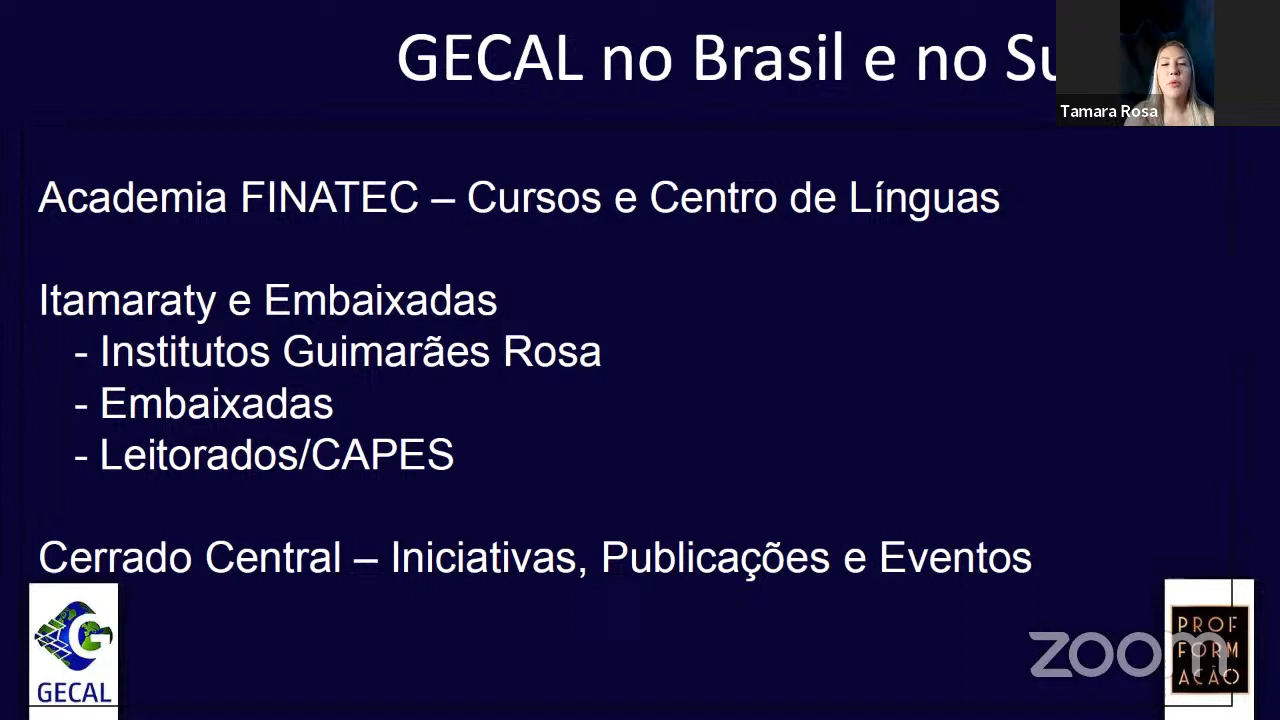 GECAL no Brasil e no Su
Tamara Rosa
Academia FINATEC – Cursos e Centro de Línguas
Itamaraty e Embaixadas
- Institutos Guimarães Rosa
- Embaixadas
- Leitorados/CAPES
Cerrado Central – Iniciativas, Publicações e Eventos
GECAL
zoom
PROF
FORM
AÇÃO